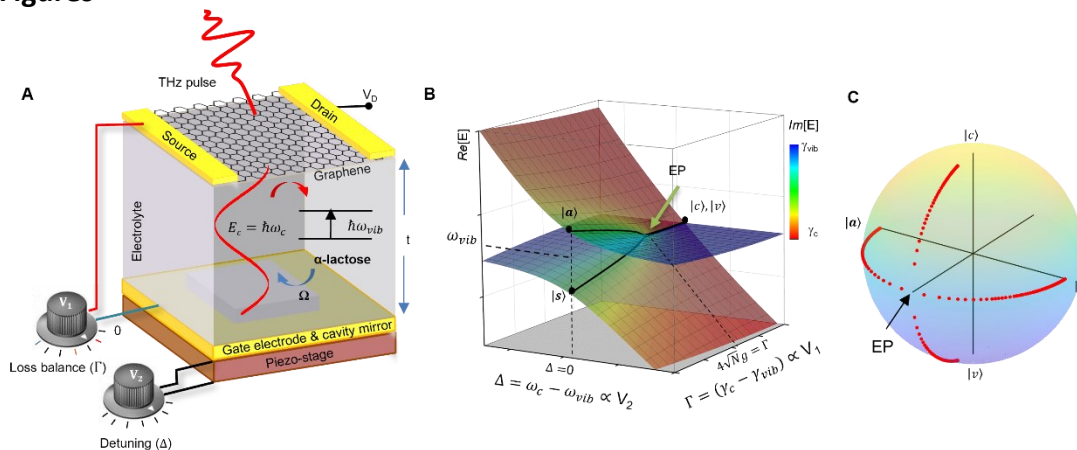 Figures
A
THz pulse
Drain
V_D
Source
Graphene
E_c = ħω_c
ħω_vib
t
Electrolyte
α-lactose
Ω
V_1
0
Gate electrode & cavity mirror
Piezo-stage
Loss balance (Γ)
V_2
Detuning (Δ)
B
Re[E]
Im[E]
γ_vib
γ_c
EP
|a⟩
|c⟩, |v⟩
ω_vib
|s⟩
Δ =0
4√N g = Γ
Δ = ω_c − ω_vib ∝ V_2
Γ = (γ_c − γ_vib) ∝ V_1
C
|c⟩
|a⟩
EP
|v⟩